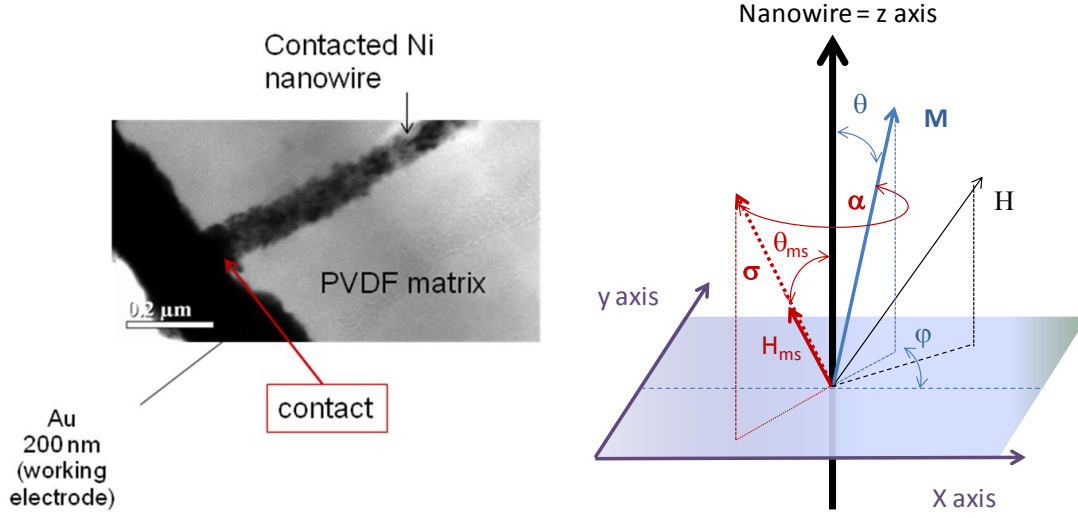 Contacted Ni
nanowire
PVDF matrix
0.2 µm
contact
Au
200 nm
(working
electrode)
Nanowire = z axis
θ
M
α
H
θms
σ
y axis
Hms
φ
X axis